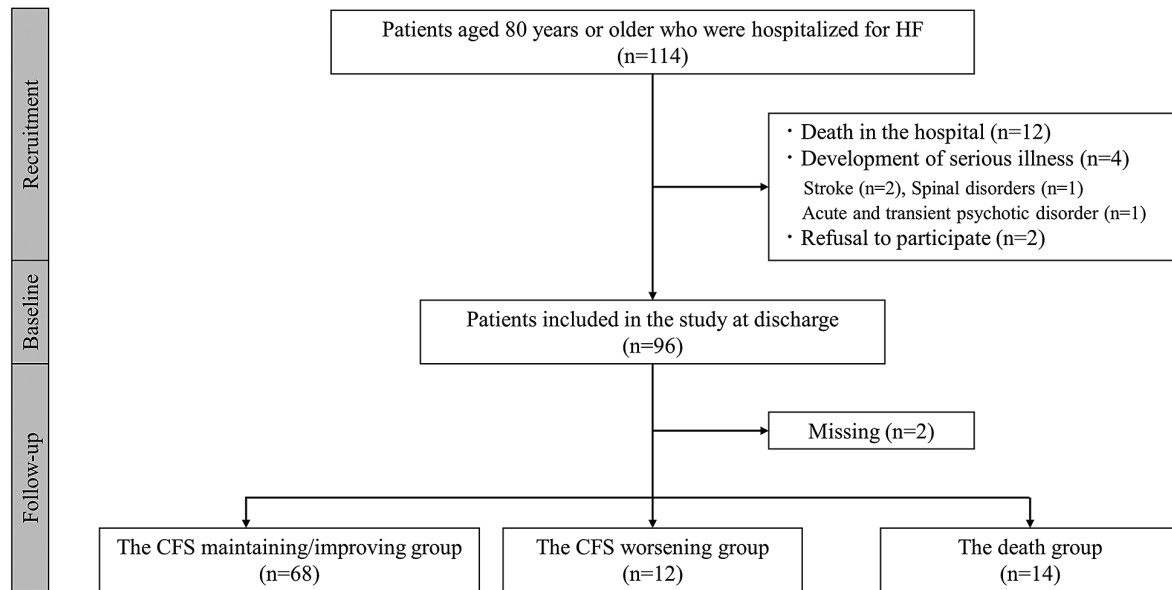 Recruitment
Patients aged 80 years or older who were hospitalized for HF
(n=114)
・Death in the hospital (n=12)
・Development of serious illness (n=4)
Stroke (n=2), Spinal disorders (n=1)
Acute and transient psychotic disorder (n=1)
・Refusal to participate (n=2)
Baseline
Patients included in the study at discharge
(n=96)
Follow-up
Missing (n=2)
The CFS maintaining/improving group
(n=68)
The CFS worsening group
(n=12)
The death group
(n=14)